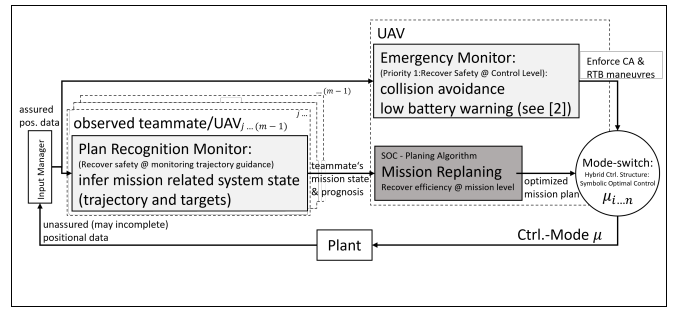 UAV
Emergency Monitor:
(Priority 1:Recover Safety @ Control Level):
collision avoidance
low battery warning (see [2])
Enforce CA &
RTB maneuvres
assured
pos. data
...(m−1)
j ...
observed teammate/UAV j ... (m−1)
Plan Recognition Monitor:
(Recover safety @ monitoring trajectory guidance)
infer mission related system state
(trajectory and targets)
Input Manager
teammate's
mission state
& prognosis
SOC - Planing Algorithm
Mission Replaning
Recover efficiency @ mission level
optimized
mission plan
Mode-switch:
Hybrid Ctrl. Structure:
Symbolic Optimal Control
μ i...n
unassured (may incomplete)
positional data
Plant
Ctrl.-Mode μ